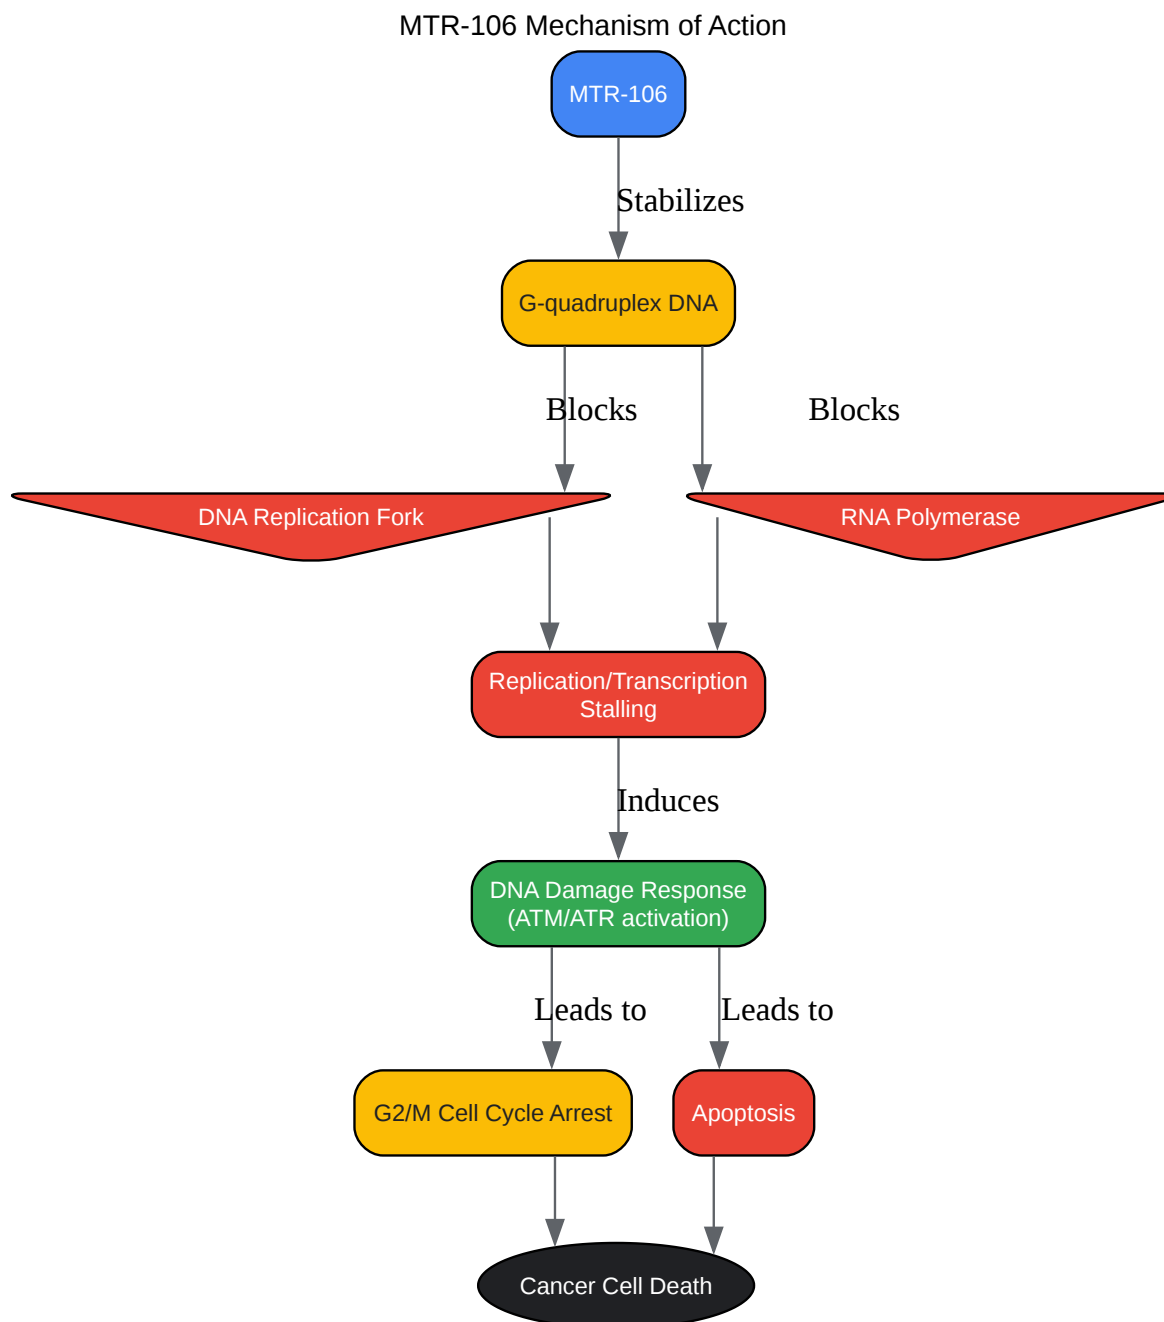 MTR-106 Mechanism of Action
MTR-106
Stabilizes
G-quadruplex DNA
Blocks
Blocks
DNA Replication Fork
RNA Polymerase
Replication/Transcription
Stalling
Induces
DNA Damage Response
(ATM/ATR activation)
Leads to
Leads to
G2/M Cell Cycle Arrest
Apoptosis
Cancer Cell Death